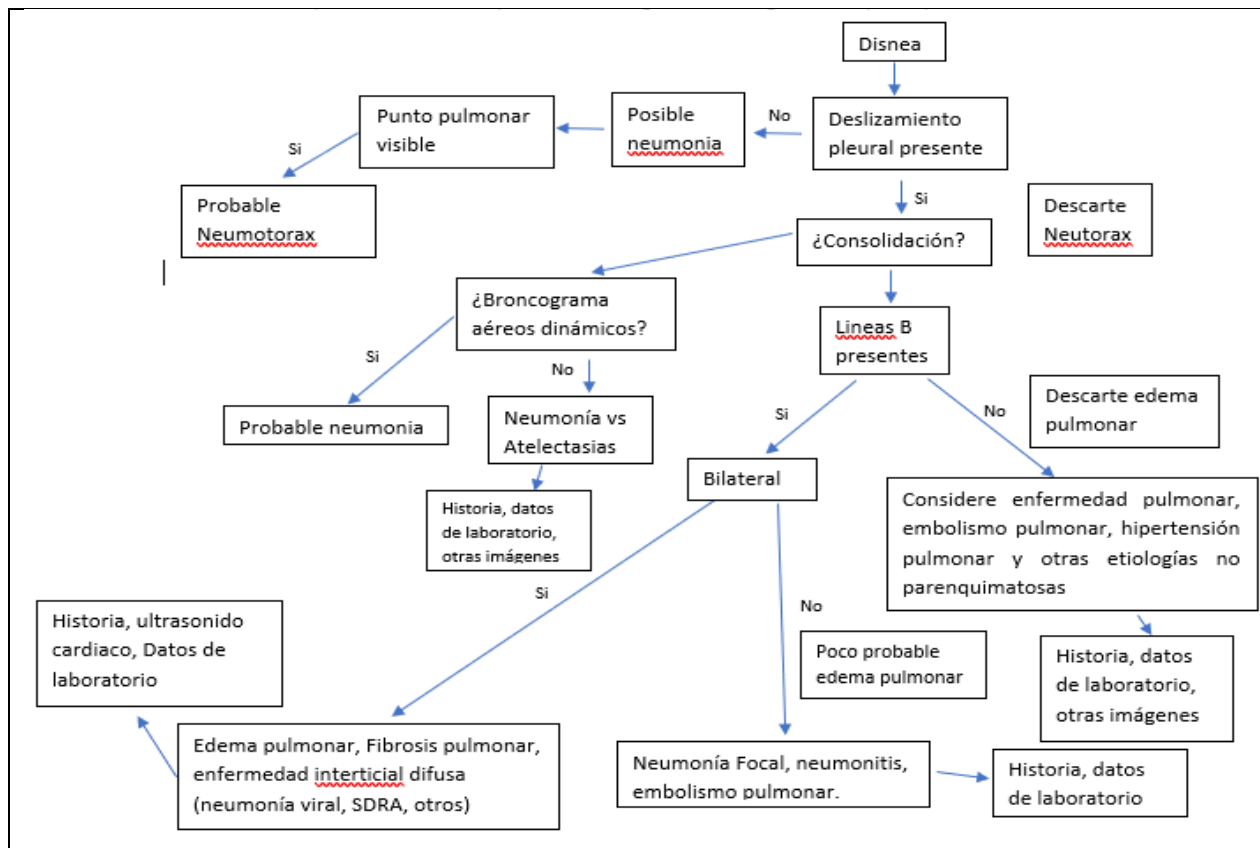 Disnea
Deslizamiento
pleural presente
No
Posible
neumonia
Punto pulmonar
visible
Si
Probable
Neumotorax
Si
Descarte
Neutorax
¿Consolidación?
¿Broncograma
aéreos dinámicos?
Si
Probable neumonia
No
Neumonía vs
Atelectasias
Historia, datos
de laboratorio,
otras imágenes
Lineas B
presentes
No
Descarte edema
pulmonar
Considere enfermedad pulmonar,
embolismo pulmonar, hipertensión
pulmonar y otras etiologías no
parenquimatosas
Historia, datos
de laboratorio,
otras imágenes
Si
Bilateral
Si
Edema pulmonar, Fibrosis pulmonar,
enfermedad intertical difusa
(neumonía viral, SDRA, otros)
Historia, ultrasonido
cardiaco, Datos de
laboratorio
No
Poco probable
edema pulmonar
Neumonía Focal, neumonitis,
embolismo pulmonar.
Historia, datos
de laboratorio